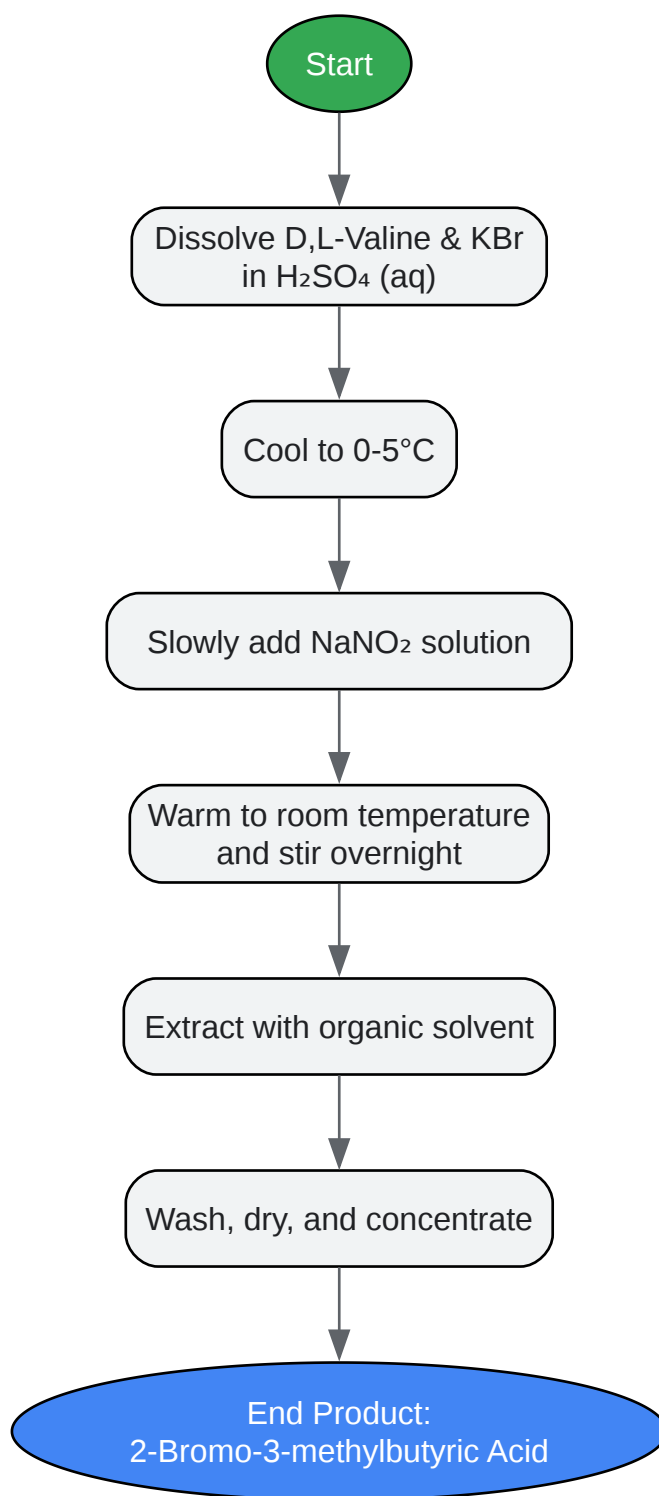 Start
Dissolve D,L-Valine & KBr
in H₂SO₄ (aq)
Cool to 0-5°C
Slowly add NaNO₂ solution
Warm to room temperature
and stir overnight
Extract with organic solvent
Wash, dry, and concentrate
End Product:
2-Bromo-3-methylbutyric Acid